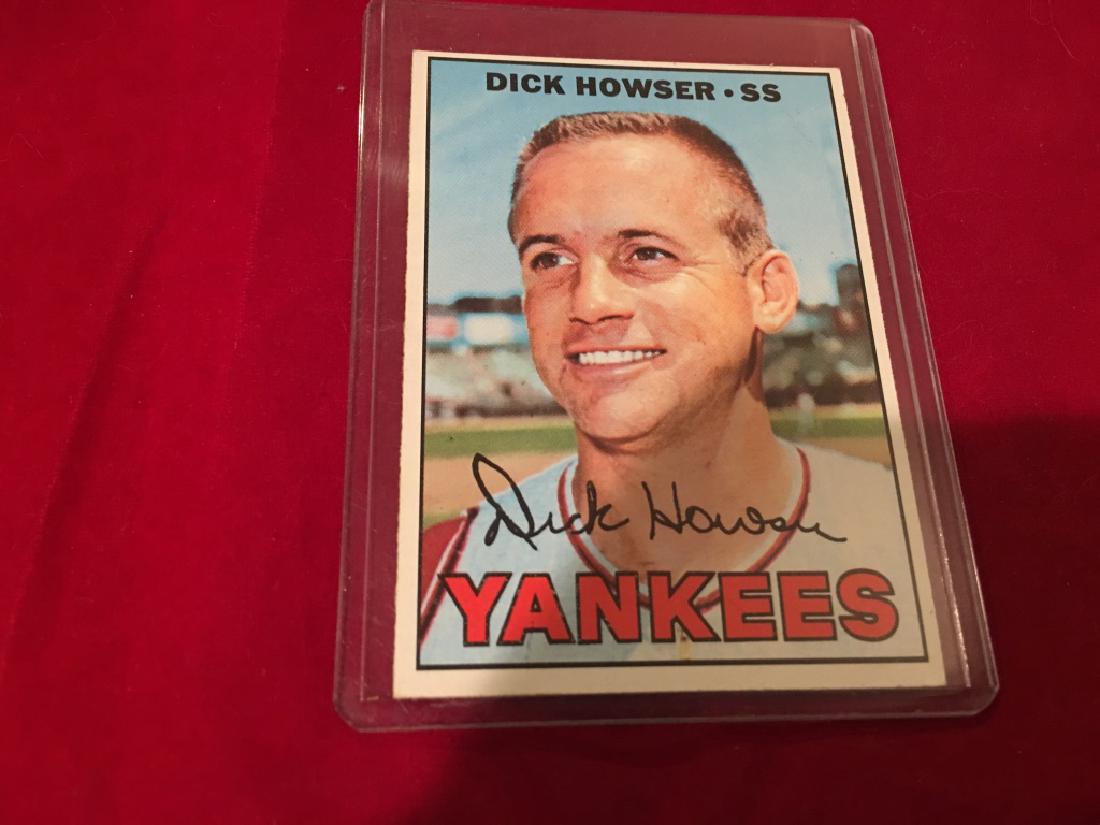 DICK HOWSER • SS
Dick Howser
YANKEES